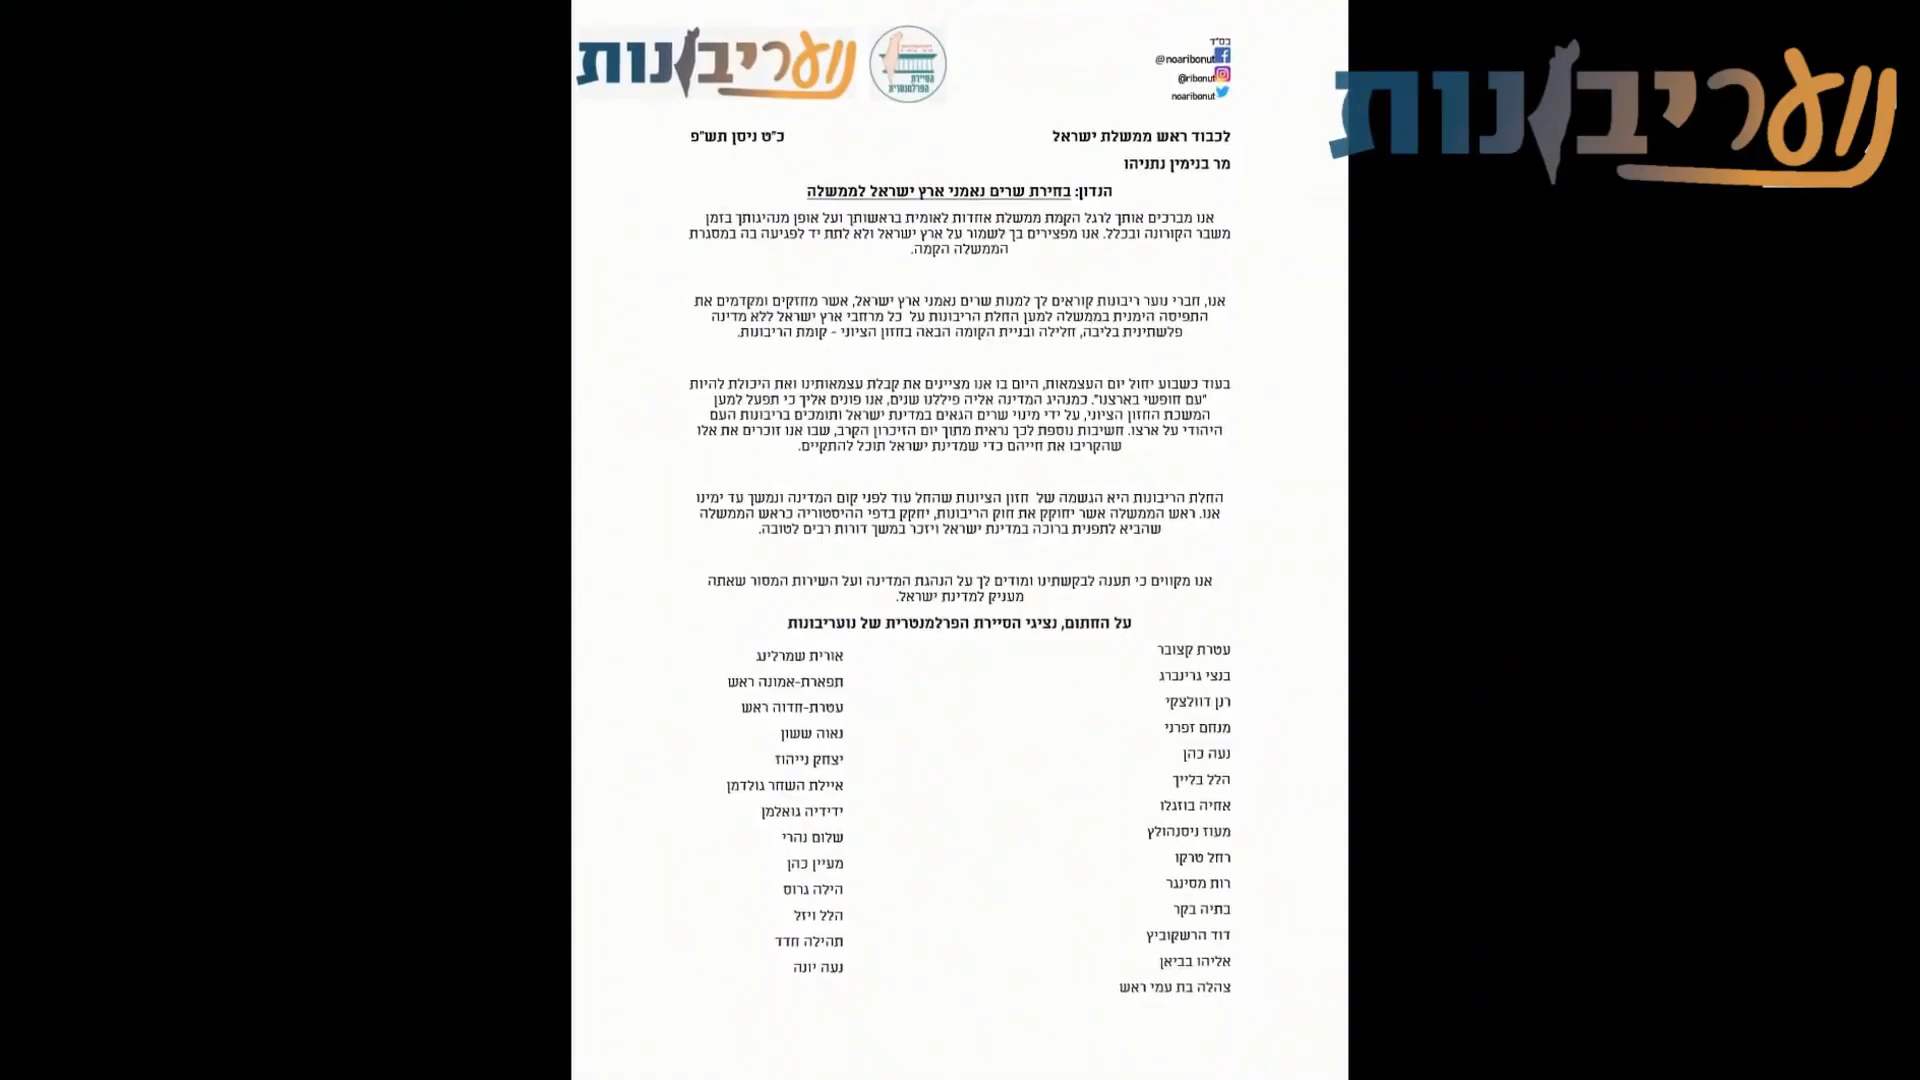 נוערריבונות
הסיירת
הפרלמנטרית
בס"ד
@noaribonut
@ribonut
noaribonut
נוערריבונות
לכבוד ראש ממשלת ישראל
כ"ט ניסן תש"פ
מר בנימין נתניהו
הנדון: בחירת שרים נאמני ארץ ישראל לממשלה
אנו מברכים אותך לרגל הקמת ממשלת אחדות לאומית בראשותך ועל אופן מנהיגותך בזמן
משבר הקורונה ובכלל. אנו מפצירים בך לשמור על ארץ ישראל ולא לתת יד לפגיעה בה במסגרת
הממשלה הקמה.
אנו, חברי נוער ריבונות קוראים לך למנות שרים נאמני ארץ ישראל, אשר מחזקים ומקדמים את
התפיסה הימנית בממשלה למען החלת הריבונות על כל מרחבי ארץ ישראל ללא מדינה
פלשתינית בליבה, חלילה ובניית הקומה הבאה בחזון הציוני - קומת הריבונות.
בעוד כשבוע יחול יום העצמאות, היום בו אנו מציינים את קבלת עצמאותינו ואת היכולת להיות
"עם חופשי בארצנו". כמנהיג המדינה אליה פיללנו שנים, אנו פונים אליך כי תפעל למען
המשכת החזון הציוני, על ידי מינוי שרים הגאים במדינת ישראל ותומכים בריבונות העם
היהודי על ארצו. חשיבות נוספת לכך נראית מתוך יום הזיכרון הקרב, שבו אנו זוכרים את אלו
שהקריבו את חייהם כדי שמדינת ישראל תוכל להתקיים.
החלת הריבונות היא הגשמה של חזון הציונות שהחל עוד לפני קום המדינה ונמשך עד ימינו
אנו. ראש הממשלה אשר יחוקק את חוק הריבונות, יחקק בדפי ההיסטוריה כראש הממשלה
שהביא לתפנית ברוכה במדינת ישראל ויזכר במשך דורות רבים לטובה.
אנו מקווים כי תענה לבקשתינו ומודים לך על הנהגת המדינה ועל השירות המסור שאתה
מעניק למדינת ישראל.
על החתום, נציגי הסיירת הפרלמנטרית של נוערריבונות
עטרת קצובר
בנצי גרינברג
רנן דוולצקי
מנחם זפרני
נעה כהן
הלל בלייך
אחיה בוזגלו
מעוז ניסנהולץ
רחל טרקו
רות מסינגר
בתיה בקר
דוד הרשקוביץ
אליהו בביאן
צהלה בת עמי ראש
אורית שמרלינג
תפארת-אמונה ראש
עטרת-חדוה ראש
נאוה ששון
יצחק נייהוז
איילת השחר גולדמן
ידידיה גואלמן
שלום נהרי
מעיין כהן
הילה גרוס
הלל ויזל
תהילה חדד
נעה יונה